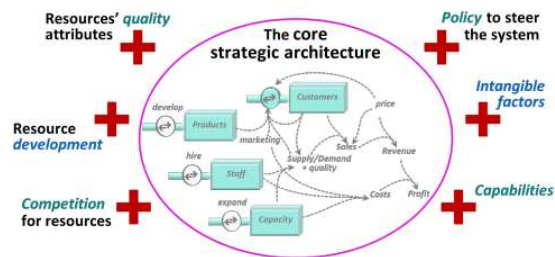 Resources' quality
attributes
The core
strategic architecture
Policy to steer
the system
develop
Products
Customers
price
Intangible
factors
Resource
development
marketing
Sales
Revenue
hire
Staff
Supply/Demand
+ quality
Competition
for resources
expand
Capacity
Costs
Profit
Capabilities